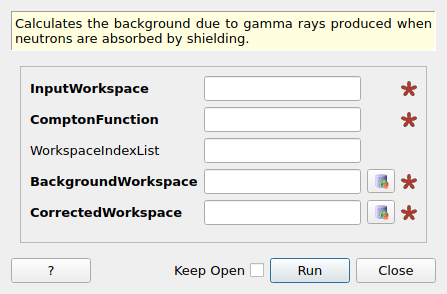 Calculates the background due to gamma rays produced when
neutrons are absorbed by shielding.
InputWorkspace
ComptonFunction
WorkspaceIndexList
BackgroundWorkspace
CorrectedWorkspace
? Keep Open Run Close